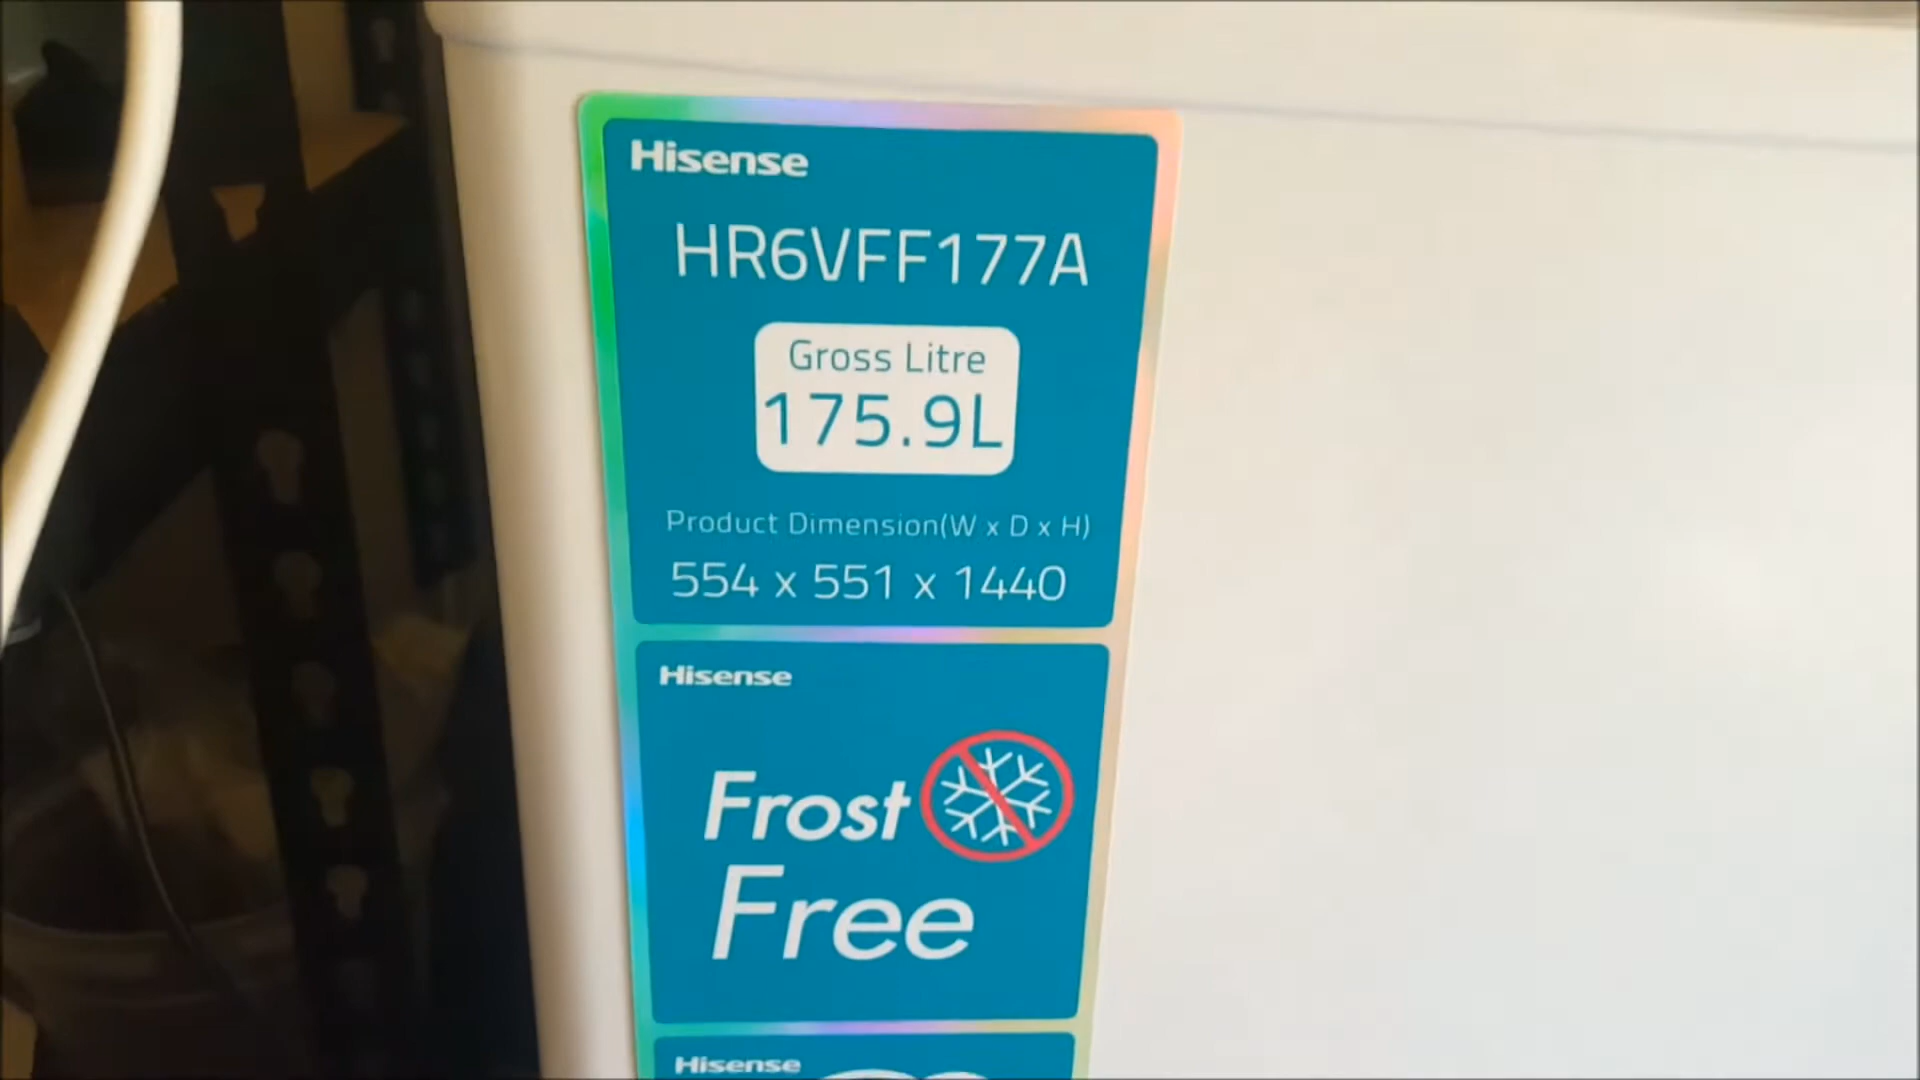 Hisense
HR6VFF177A
Gross Litre
175.9L
Product Dimension(W x D x H)
554 x 551 x 1440
Hisense
Frost
Free
Hisense